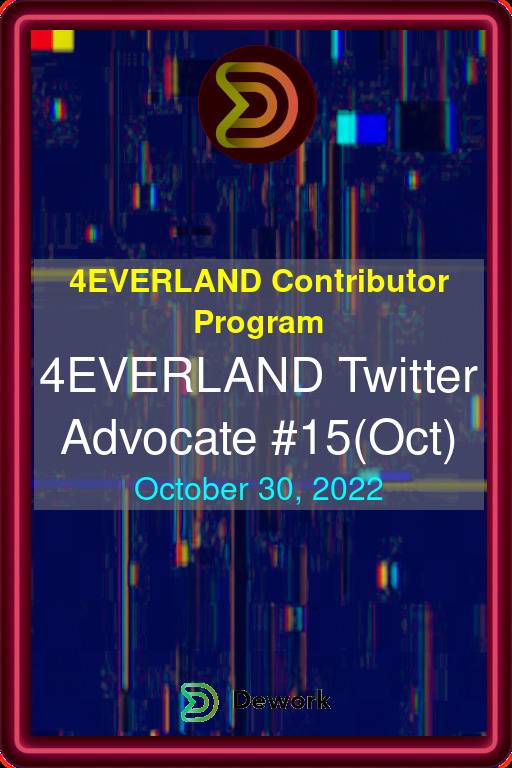 4EVERLAND Contributor
Program
4EVERLAND Twitter
Advocate #15(Oct)
October 30, 2022
Dework